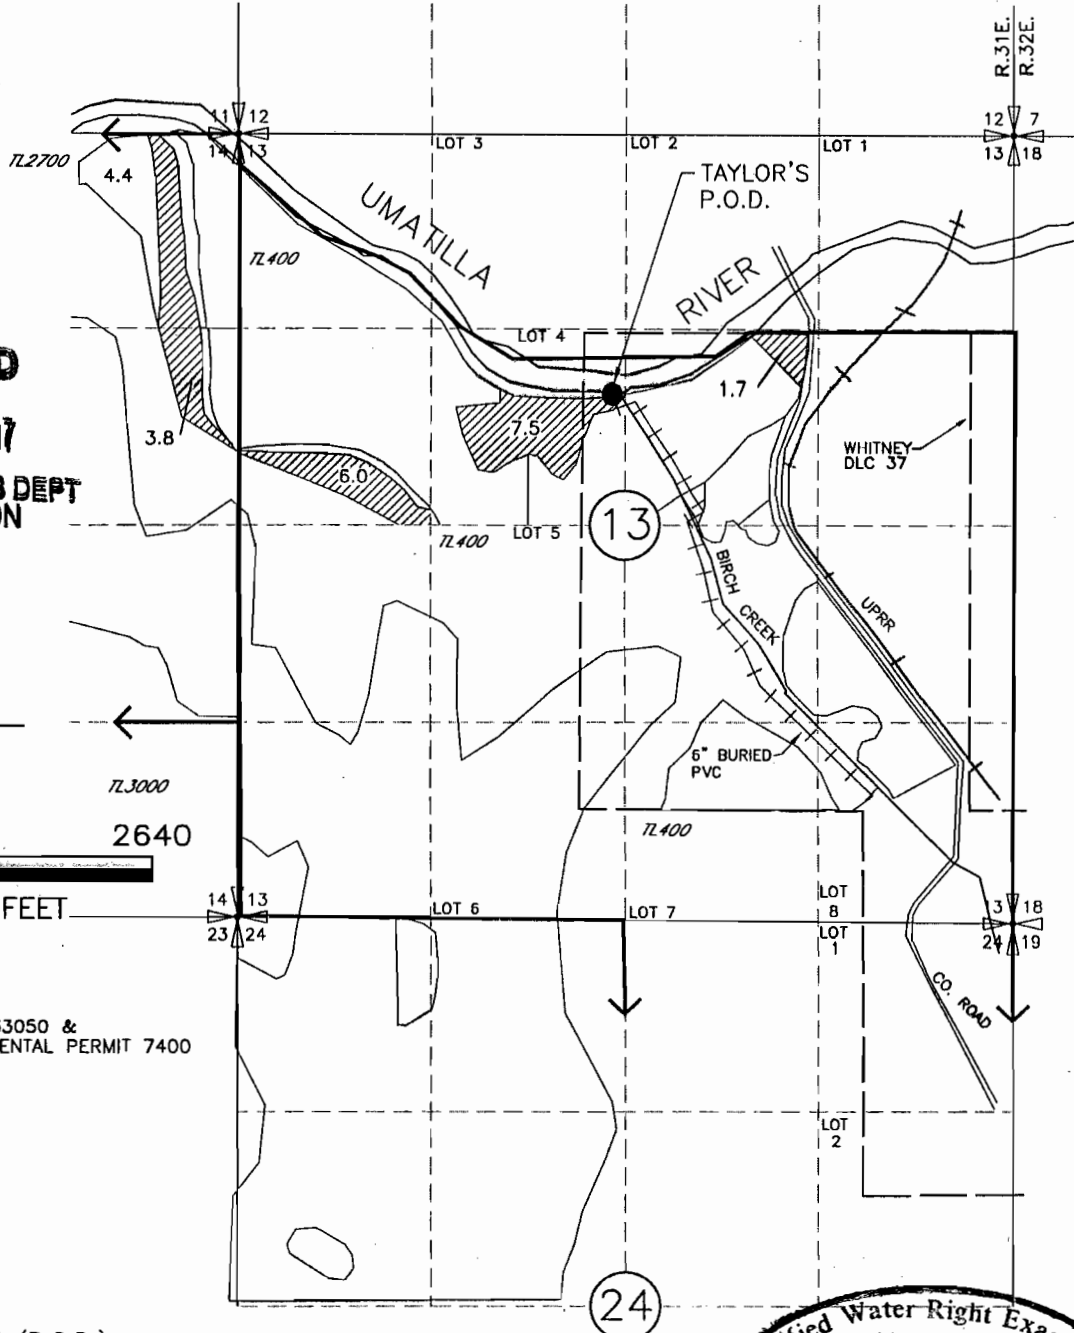 R.31E.
R.32E.
11 12
14 13
12 7
13 18
LOT 3
LOT 2
LOT 1
TL2700
4.4
TAYLOR'S
P.O.D.
UMATILLA
RIVER
TL400
LOT 4
1.7
3.8
7.5
WHITNEY
DLC 37
6.0
DEPT
LOT 5
TL400
13
BIRCH
CREEK
UPRR
6" BURIED
PVC
TL3000
TL400
2640
FEET
14 13
23 24
LOT 6
LOT 7
LOT
8
LOT
1
13 18
24 19
CO. ROAD
63050 &
ENTAL PERMIT 7400
LOT
2
24
Water Right